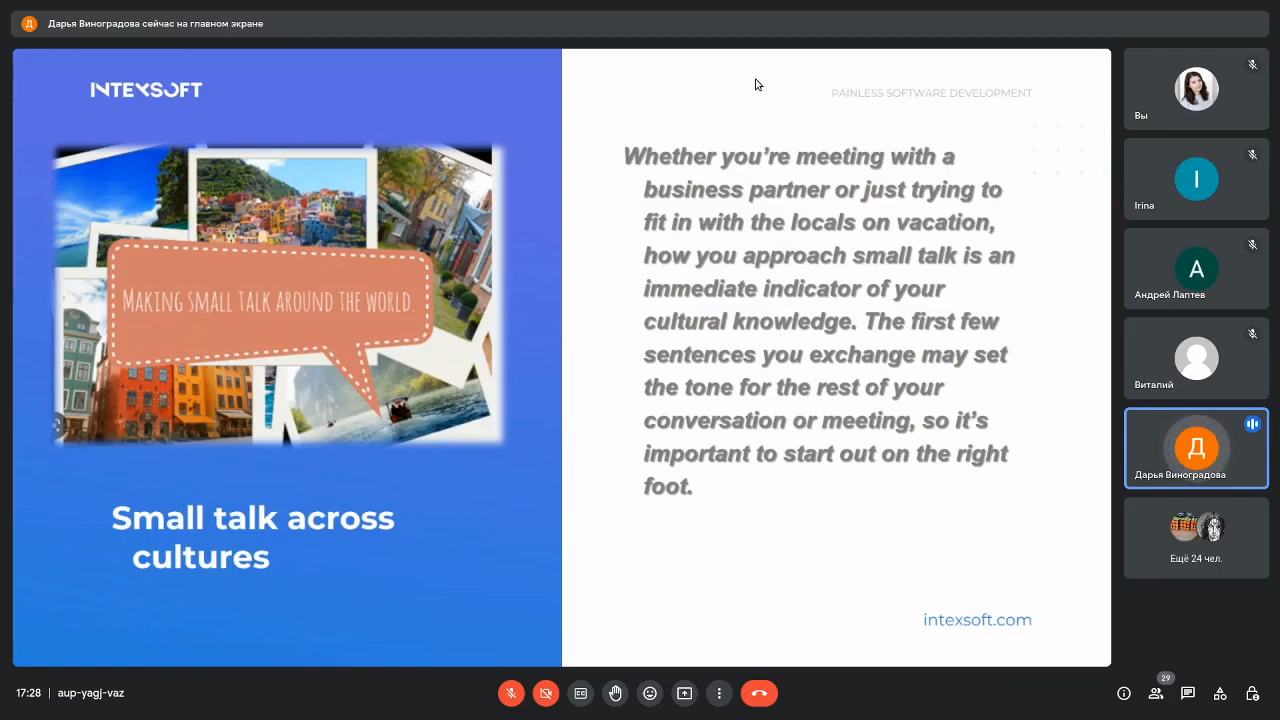 Д
Дарья Виноградова сейчас на главном экране
INTEXSOFT
MAKING SMALL TALK AROUND THE WORLD.
Small talk across
cultures
PAINLESS SOFTWARE DEVELOPMENT
Whether you’re meeting with a
business partner or just trying to
fit in with the locals on vacation,
how you approach small talk is an
immediate indicator of your
cultural knowledge. The first few
sentences you exchange may set
the tone for the rest of your
conversation or meeting, so it’s
important to start out on the right
foot.
intexsoft.com
Вы
I
Irina
A
Андрей Лаптев
Виталий
Д
Дарья Виноградова
Ещё 24 чел.
17:28 | aup-yagj-vaz
29